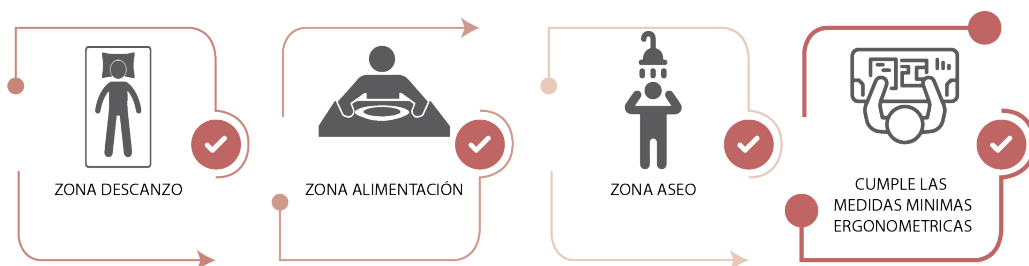 ZONA DESCANZO
ZONA ALIMENTACIÓN
ZONA ASEO
CUMPLE LAS
MEDIDAS MINIMAS
ERGONOMETRICAS